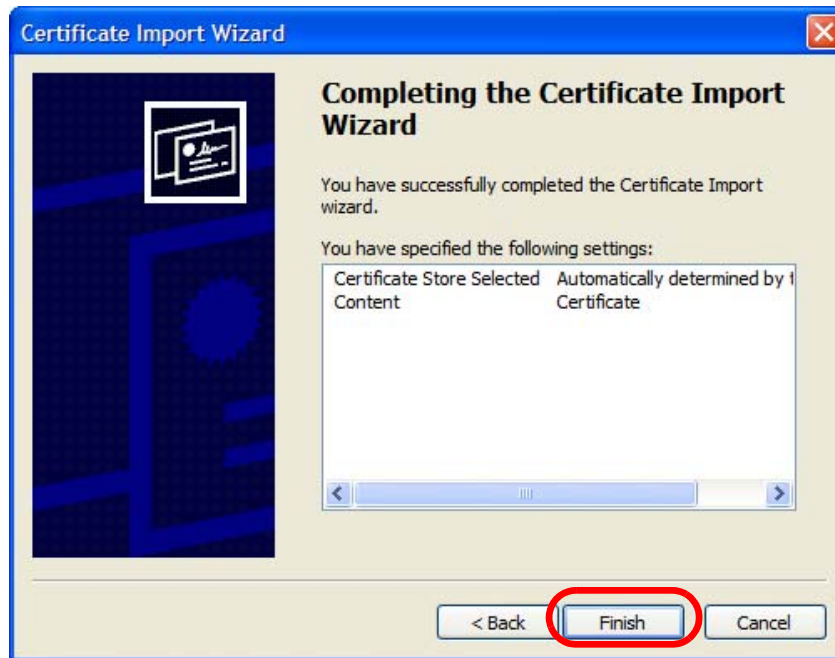 Certificate Import Wizard
Completing the Certificate Import
Wizard
You have successfully completed the Certificate Import
wizard.
You have specified the following settings:
Certificate Store Selected Automatically determined by t
Content Certificate
< Back Finish Cancel